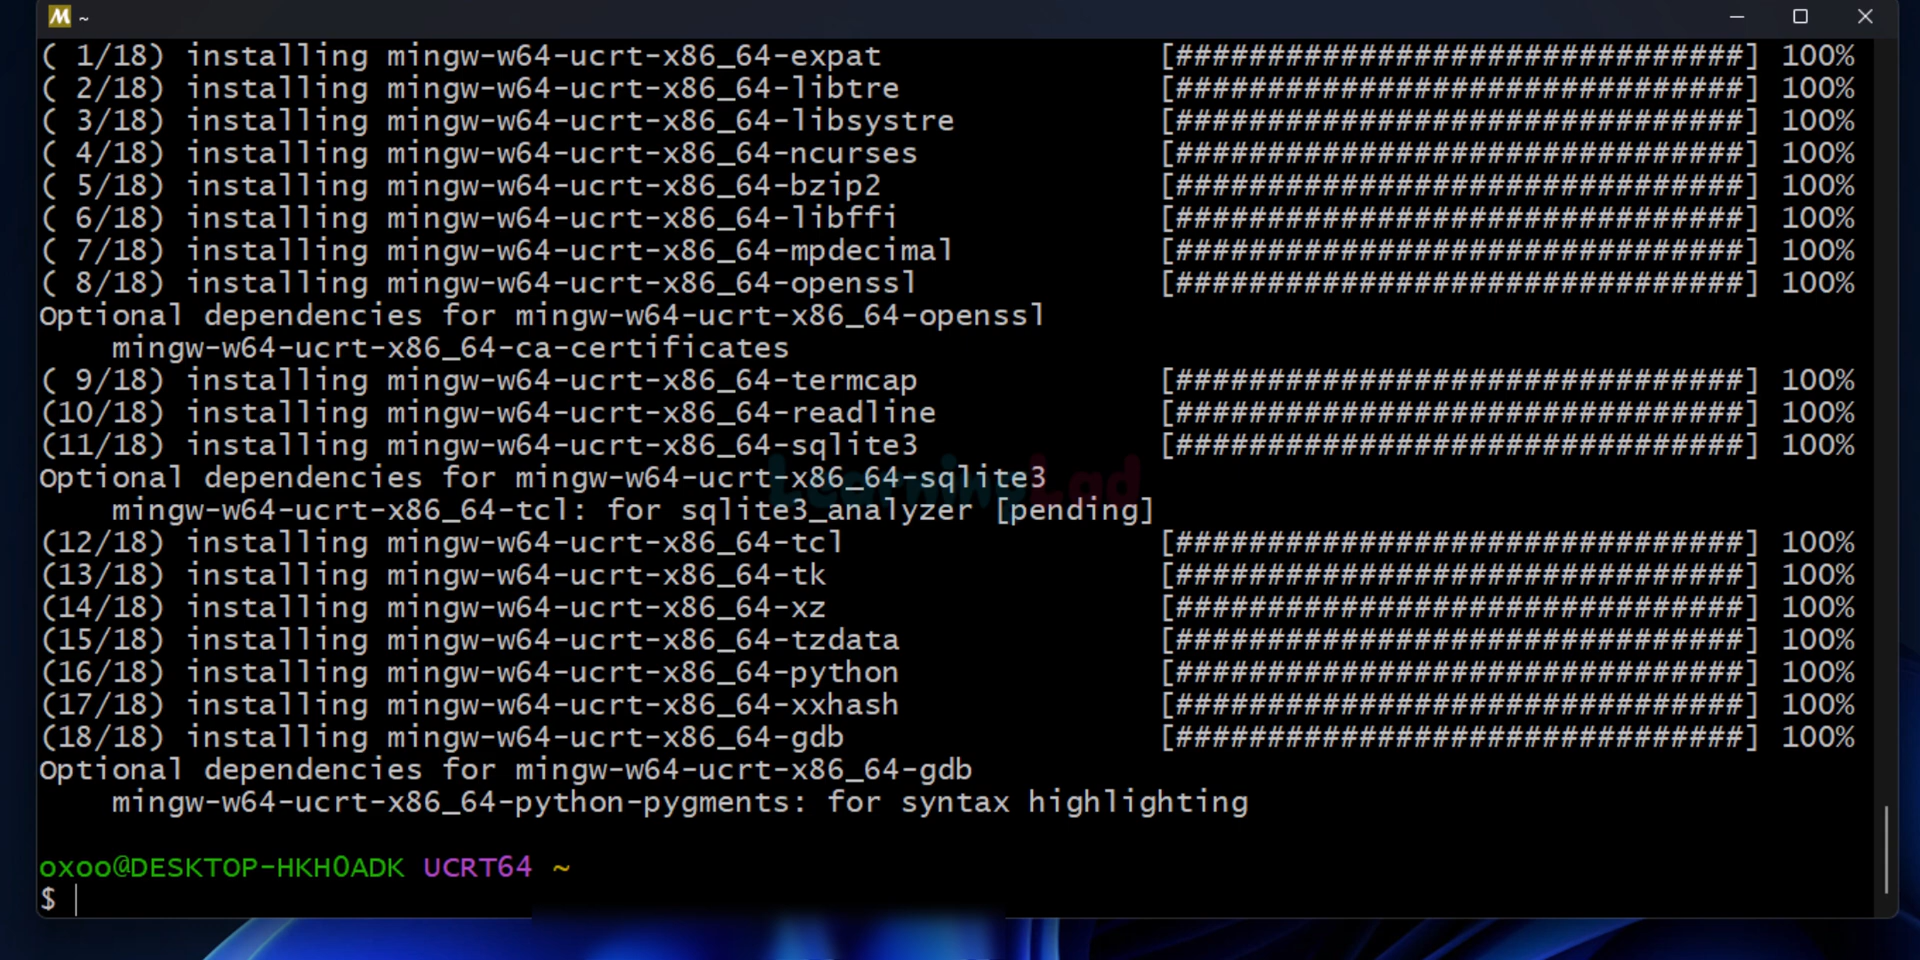 M ~
( 1/18) installing mingw-w64-ucrt-x86_64-expat [###############################] 100%
( 2/18) installing mingw-w64-ucrt-x86_64-libtre [###############################] 100%
( 3/18) installing mingw-w64-ucrt-x86_64-libsystre [###############################] 100%
( 4/18) installing mingw-w64-ucrt-x86_64-ncurses [###############################] 100%
( 5/18) installing mingw-w64-ucrt-x86_64-bzip2 [###############################] 100%
( 6/18) installing mingw-w64-ucrt-x86_64-libffi [###############################] 100%
( 7/18) installing mingw-w64-ucrt-x86_64-mpdecimal [###############################] 100%
( 8/18) installing mingw-w64-ucrt-x86_64-openssl [###############################] 100%
Optional dependencies for mingw-w64-ucrt-x86_64-openssl
    mingw-w64-ucrt-x86_64-ca-certificates
( 9/18) installing mingw-w64-ucrt-x86_64-termcap [###############################] 100%
(10/18) installing mingw-w64-ucrt-x86_64-readline [###############################] 100%
(11/18) installing mingw-w64-ucrt-x86_64-sqlite3 [###############################] 100%
Optional dependencies for mingw-w64-ucrt-x86_64-sqlite3
LearningLad
    mingw-w64-ucrt-x86_64-tcl: for sqlite3_analyzer [pending]
(12/18) installing mingw-w64-ucrt-x86_64-tcl [###############################] 100%
(13/18) installing mingw-w64-ucrt-x86_64-tk [###############################] 100%
(14/18) installing mingw-w64-ucrt-x86_64-xz [###############################] 100%
(15/18) installing mingw-w64-ucrt-x86_64-tzdata [###############################] 100%
(16/18) installing mingw-w64-ucrt-x86_64-python [###############################] 100%
(17/18) installing mingw-w64-ucrt-x86_64-xxhash [###############################] 100%
(18/18) installing mingw-w64-ucrt-x86_64-gdb [###############################] 100%
Optional dependencies for mingw-w64-ucrt-x86_64-gdb
    mingw-w64-ucrt-x86_64-python-pygments: for syntax highlighting
oxoo@DESKTOP-HKH0ADK UCRT64 ~
$